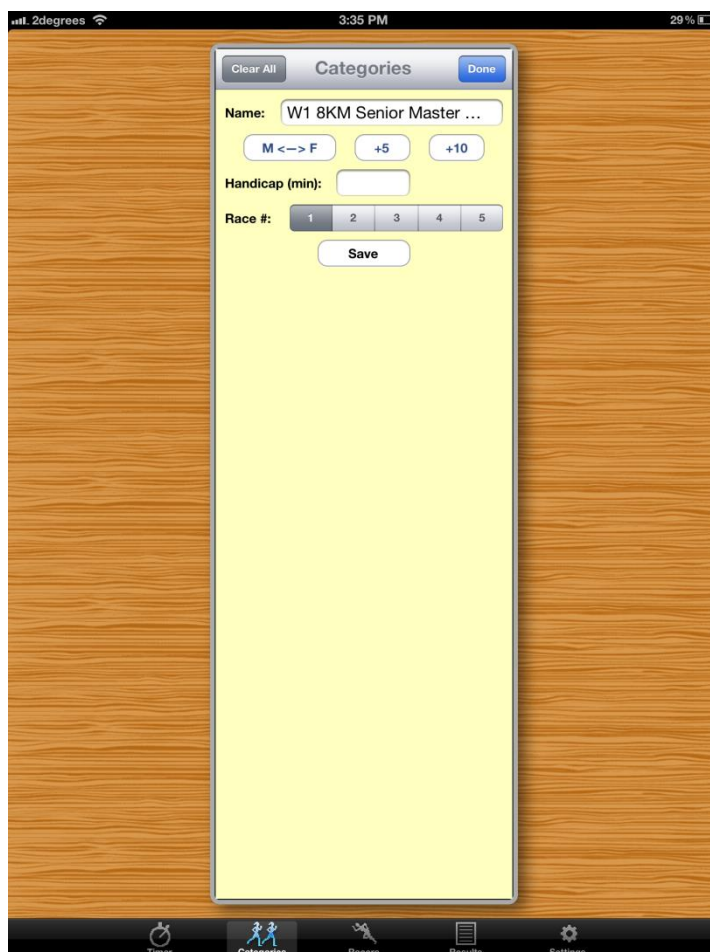 2degrees 3:35 PM 29%
Clear All Categories Done
Name: W1 8KM Senior Master ...
M <—> F +5 +10
Handicap (min):
Race #: 1 2 3 4 5
Save
Timer Categories Racers Results Settings